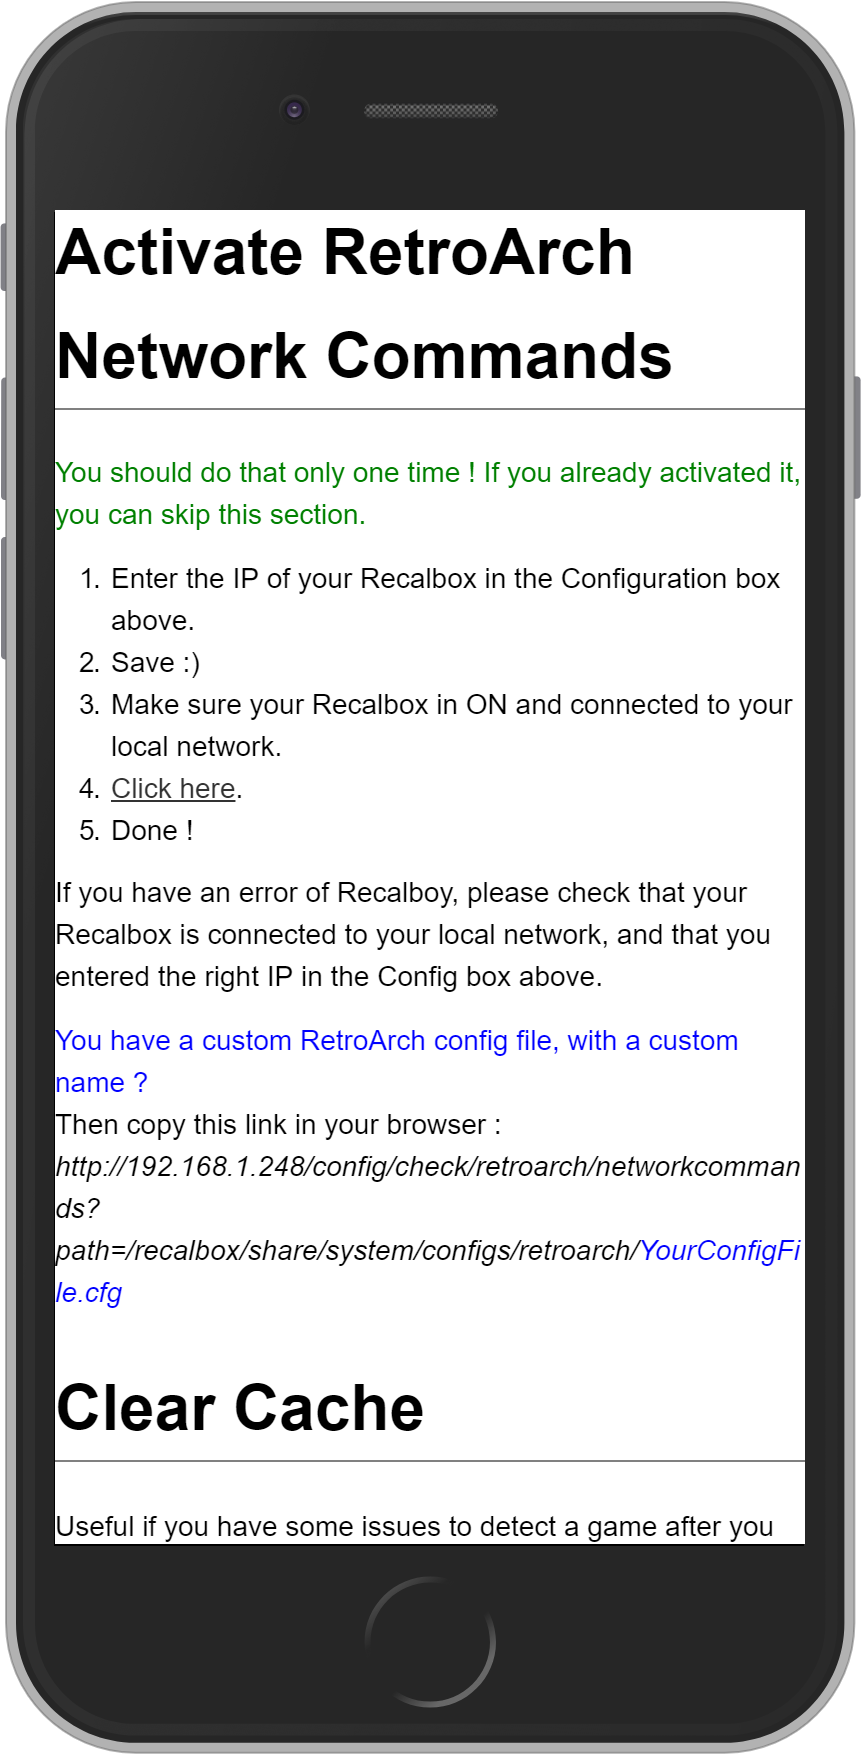 Activate RetroArch
Network Commands
You should do that only one time ! If you already activated it,
you can skip this section.
1. Enter the IP of your Recalbox in the Configuration box
above.
2. Save :)
3. Make sure your Recalbox in ON and connected to your
local network.
4. Click here.
5. Done !
If you have an error of Recalboy, please check that your
Recalbox is connected to your local network, and that you
entered the right IP in the Config box above.
You have a custom RetroArch config file, with a custom
name ?
Then copy this link in your browser :
http://192.168.1.248/config/check/retroarch/networkcomman
ds?
path=/recalbox/share/system/configs/retroarch/YourConfigFi
le.cfg
Clear Cache
Useful if you have some issues to detect a game after you